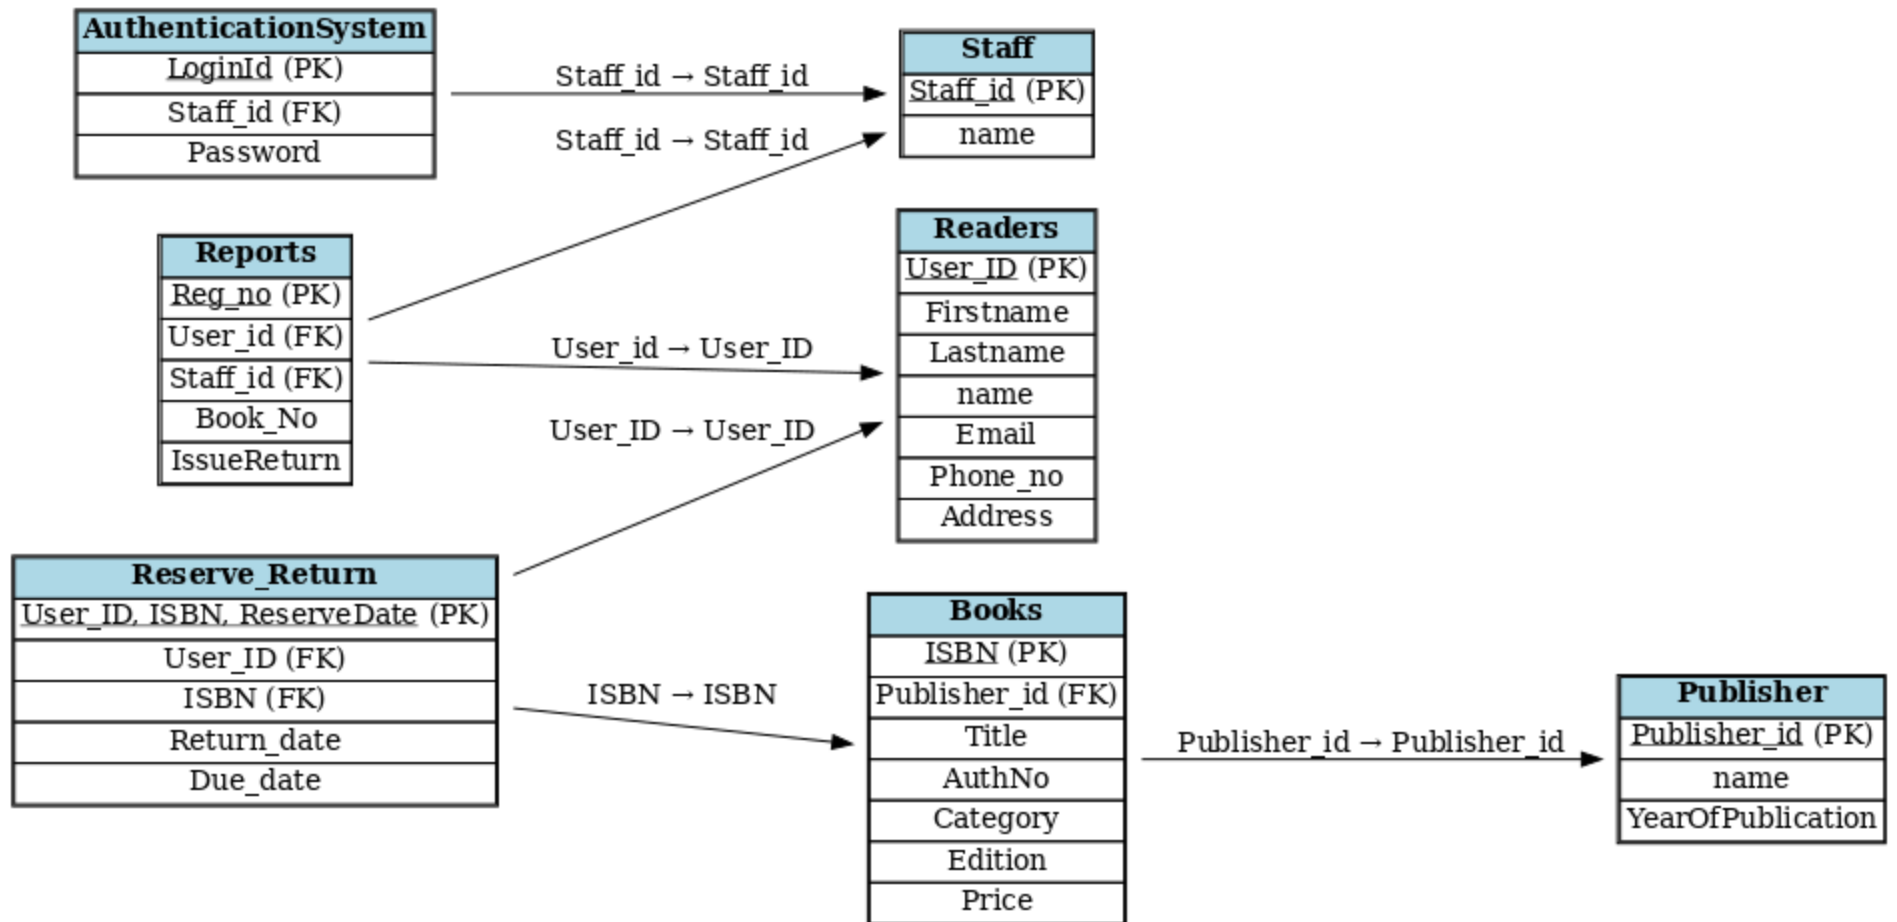 AuthenticationSystem
LoginId (PK)
Staff_id (FK)
Password
Staff_id → Staff_id
Staff_id → Staff_id
Staff
Staff_id (PK)
name
Reports
Reg_no (PK)
User_id (FK)
Staff_id (FK)
Book_No
IssueReturn
User_id → User_ID
User_ID → User_ID
Readers
User_ID (PK)
Firstname
Lastname
name
Email
Phone_no
Address
Reserve_Return
User_ID, ISBN, ReserveDate (PK)
User_ID (FK)
ISBN (FK)
Return_date
Due_date
ISBN → ISBN
Books
ISBN (PK)
Publisher_id (FK)
Title
AuthNo
Category
Edition
Price
Publisher_id → Publisher_id
Publisher
Publisher_id (PK)
name
YearOfPublication